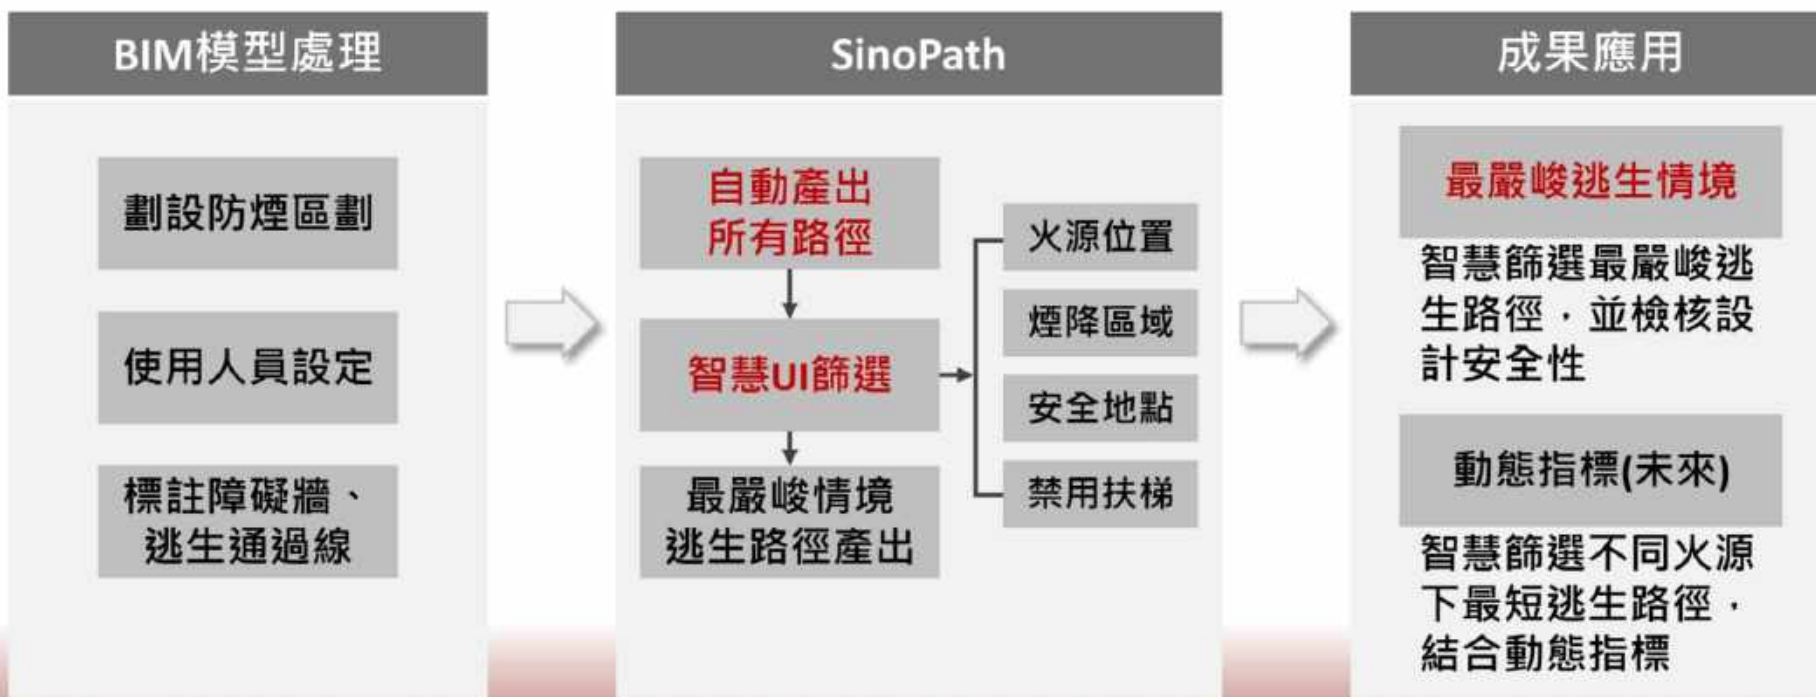 BIM模型處理
劃設防煙區劃
使用人員設定
標註障礙牆、
逃生通過線
SinoPath
自動產出
所有路徑
智慧UI篩選
最嚴峻情境
逃生路徑產出
火源位置
煙降區域
安全地點
禁用扶梯
成果應用
最嚴峻逃生情境
智慧篩選最嚴峻逃
生路徑，並檢核設
計安全性
動態指標(未來)
智慧篩選不同火源
下最短逃生路徑，
結合動態指標